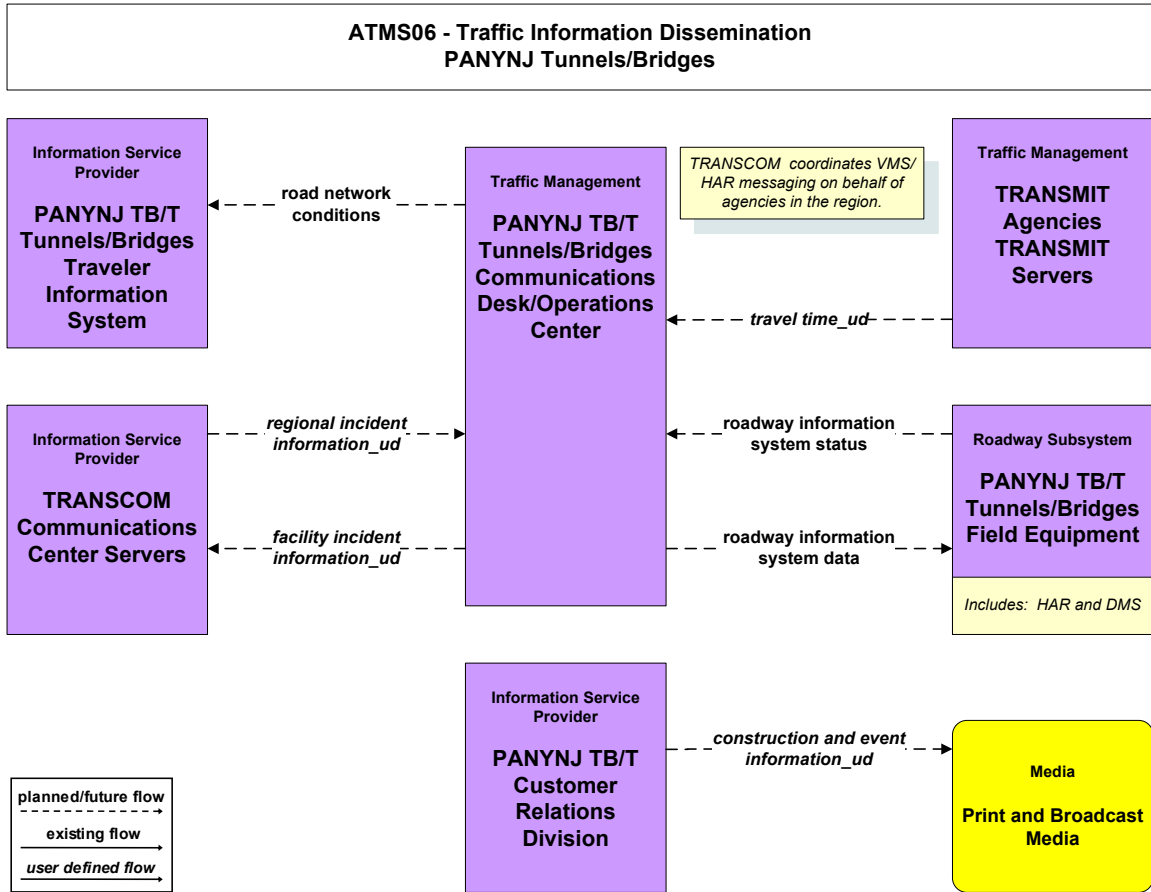 ATMS06 - Traffic Information Dissemination
PANYNJ Tunnels/Bridges
Information Service
Provider
PANYNJ TB/T
Tunnels/Bridges
Traveler
Information
System
road network
conditions
Traffic Management
PANYNJ TB/T
Tunnels/Bridges
Communications
Desk/Operations
Center
TRANSCOM coordinates VMS/
HAR messaging on behalf of
agencies in the region.
Traffic Management
TRANSMIT
Agencies
TRANSMIT
Servers
travel time_ud
Information Service
Provider
TRANSCOM
Communications
Center Servers
regional incident
information_ud
facility incident
information_ud
roadway information
system status
roadway information
system data
Roadway Subsystem
PANYNJ TB/T
Tunnels/Bridges
Field Equipment
Includes: HAR and DMS
Information Service
Provider
PANYNJ TB/T
Customer
Relations
Division
construction and event
information_ud
Media
Print and Broadcast
Media
planned/future flow
existing flow
user defined flow